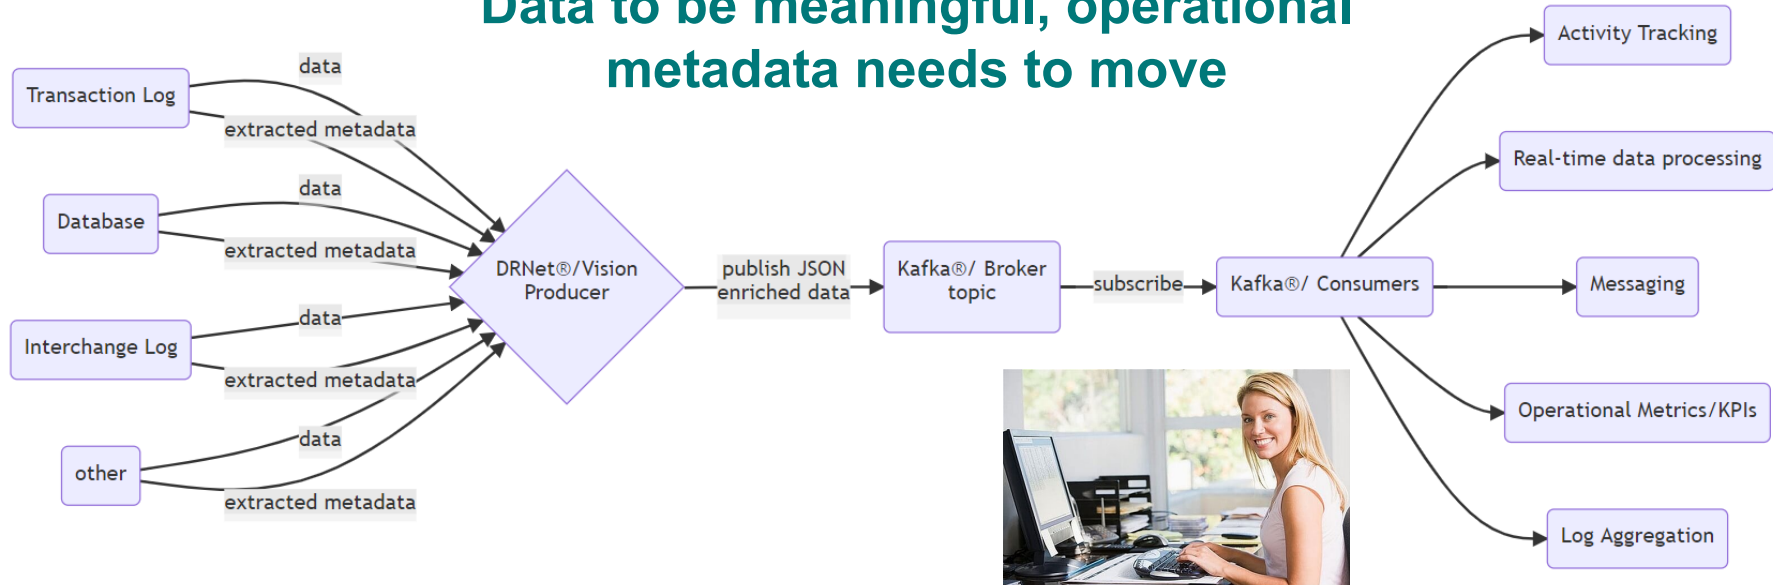 Data to be meaningful, operational
metadata needs to move
Transaction Log
data
extracted metadata
Database
data
extracted metadata
Interchange Log
data
extracted metadata
other
data
extracted metadata
DRNet®/Vision
Producer
publish JSON
enriched data
Kafka®/ Broker
topic
subscribe
Kafka®/ Consumers
Activity Tracking
Real-time data processing
Messaging
Operational Metrics/KPIs
Log Aggregation